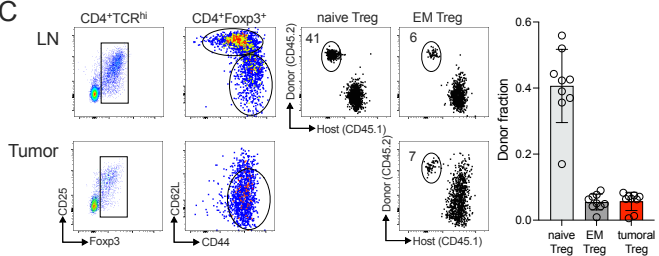 C
CD4+TCRhi
CD4+Foxp3+
naive Treg
EM Treg
LN
41
6
Donor (CD45.2)
Host (CD45.1)
Tumor
CD25
Foxp3
CD62L
CD44
7
Donor (CD45.2)
Host (CD45.1)
Donor fraction
0.6
0.4
0.2
0.0
naive
Treg
EM
Treg
tumoral
Treg